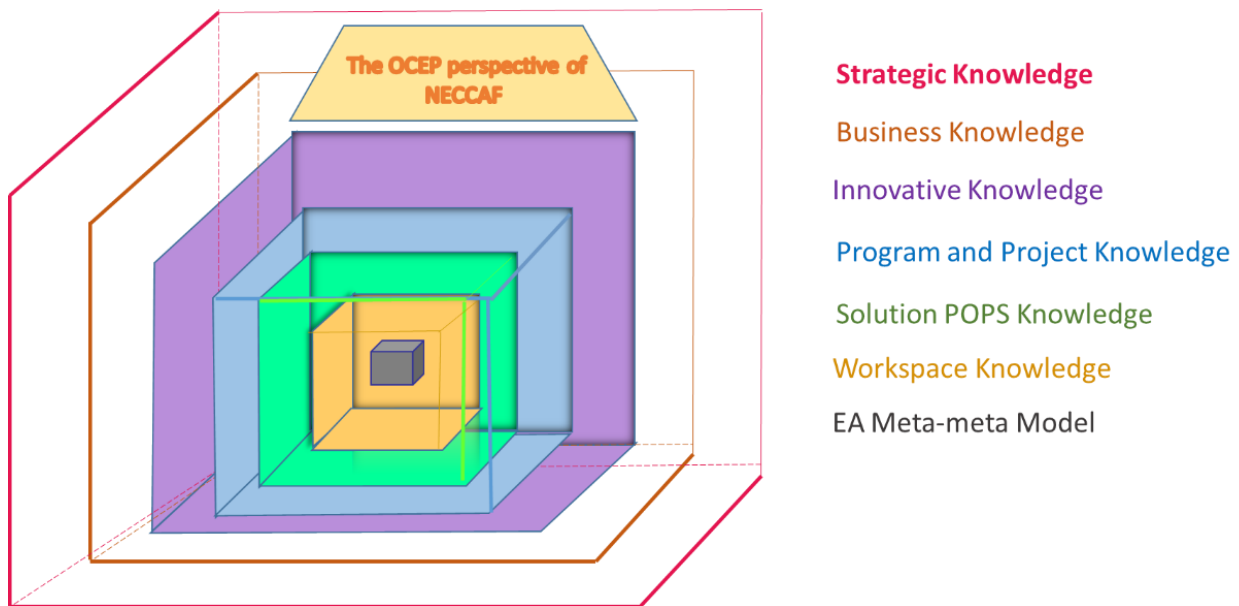 The OCEP perspective of
NECCAF
Strategic Knowledge
Business Knowledge
Innovative Knowledge
Program and Project Knowledge
Solution POPS Knowledge
Workspace Knowledge
EA Meta-meta Model